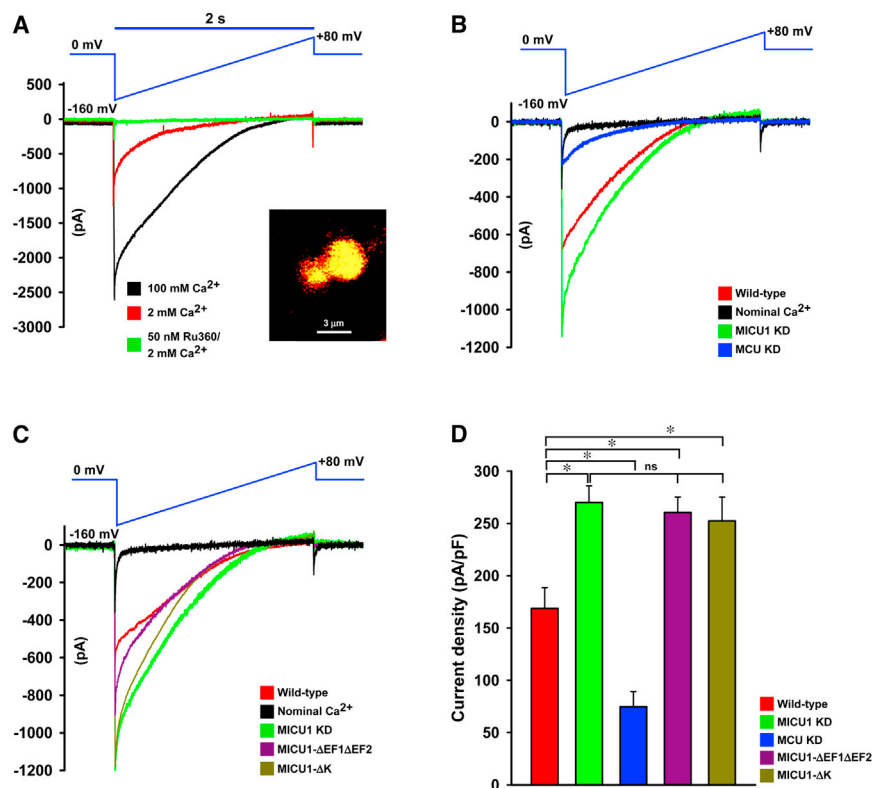 A
2 s
0 mV
+80 mV
-160 mV
500
0
-500
-1000
-1500
-2000
-2500
-3000
(pA)
100 mM Ca2+
2 mM Ca2+
50 nM Ru360/
2 mM Ca2+
3 µm
B
0 mV
+80 mV
-160 mV
0
-200
-400
-600
-800
-1000
-1200
(pA)
Wild-type
Nominal Ca2+
MICU1 KD
MCU KD
C
0 mV
+80 mV
-160 mV
0
-200
-400
-600
-800
-1000
-1200
(pA)
Wild-type
Nominal Ca2+
MICU1 KD
MICU1-ΔEF1ΔEF2
MICU1-ΔK
D
*
*
*
* ns
300
250
200
150
100
50
0
Current density (pA/pF)
Wild-type
MICU1 KD
MCU KD
MICU1-ΔEF1ΔEF2
MICU1-ΔK